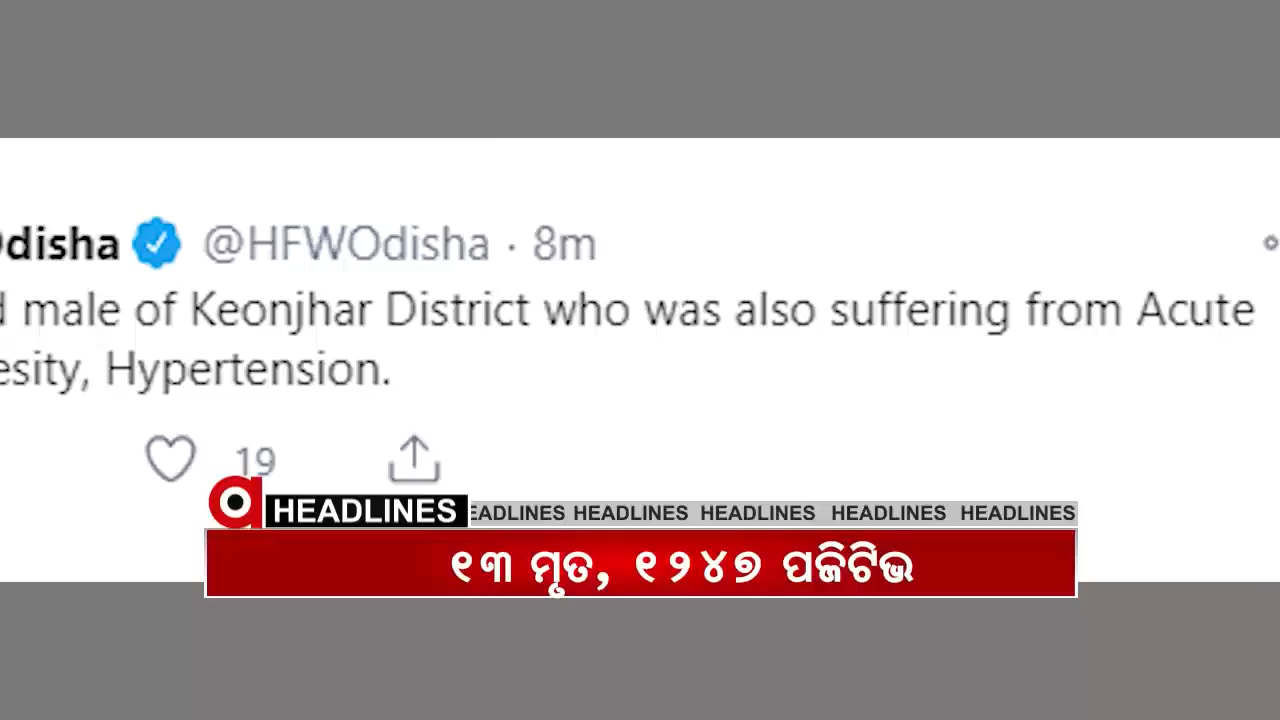 disha @HFWOdisha · 8m
male of Keonjhar District who was also suffering from Acute
esity, Hypertension.
19
a HEADLINES EADLINES HEADLINES HEADLINES HEADLINES HEADLINES
୧୩ ମୃତ, ୧୨୪୭ ପଜିଟିଭ